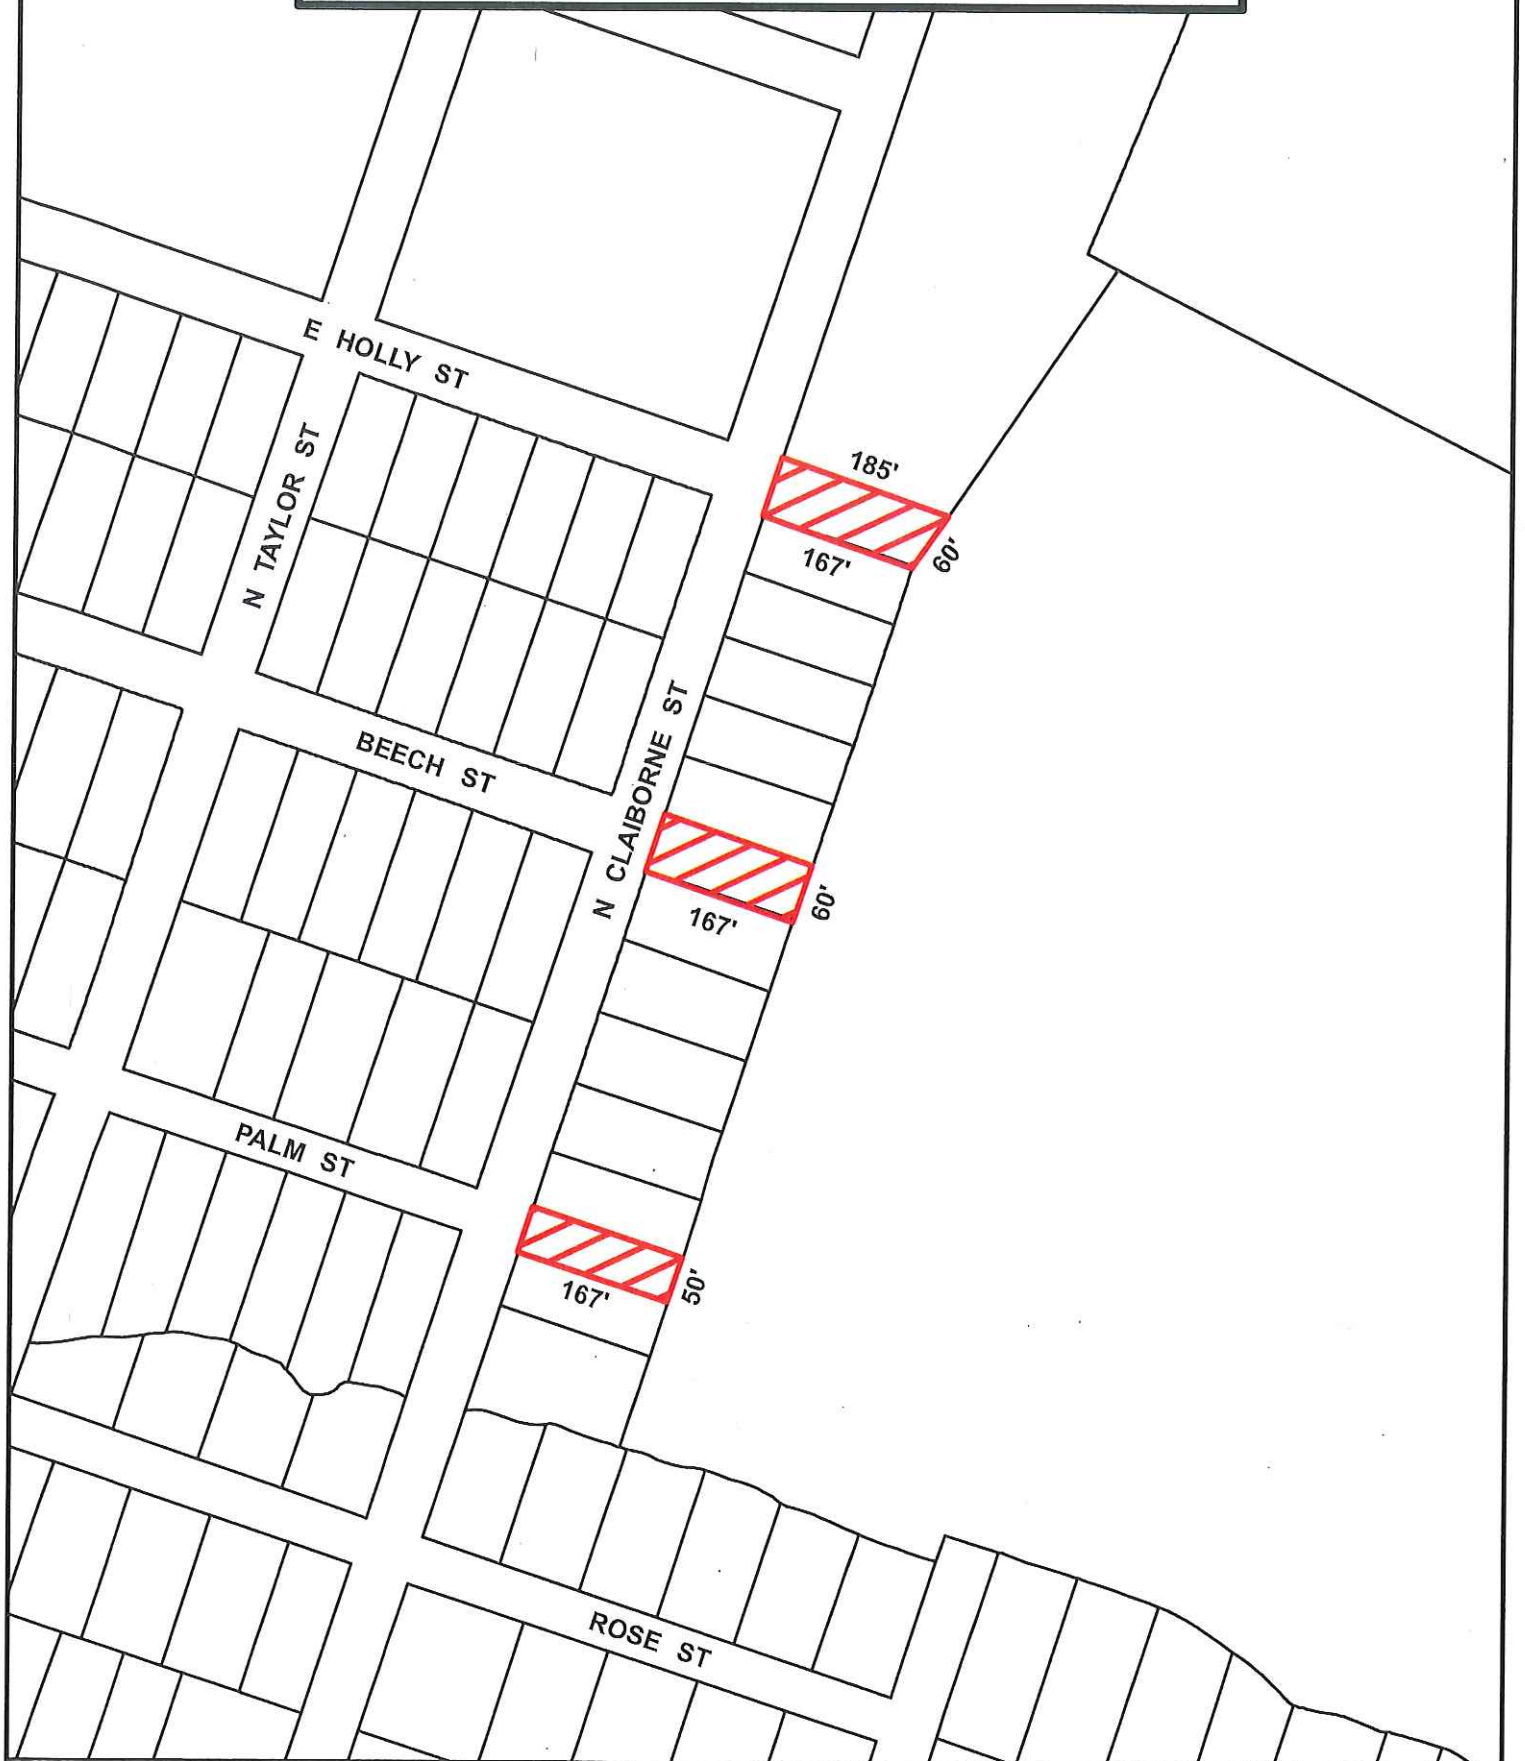 E HOLLY ST
N TAYLOR ST
185'
167'
60'
BEECH ST
N CLAIBORNE ST
167'
60'
PALM ST
167'
50'
ROSE ST